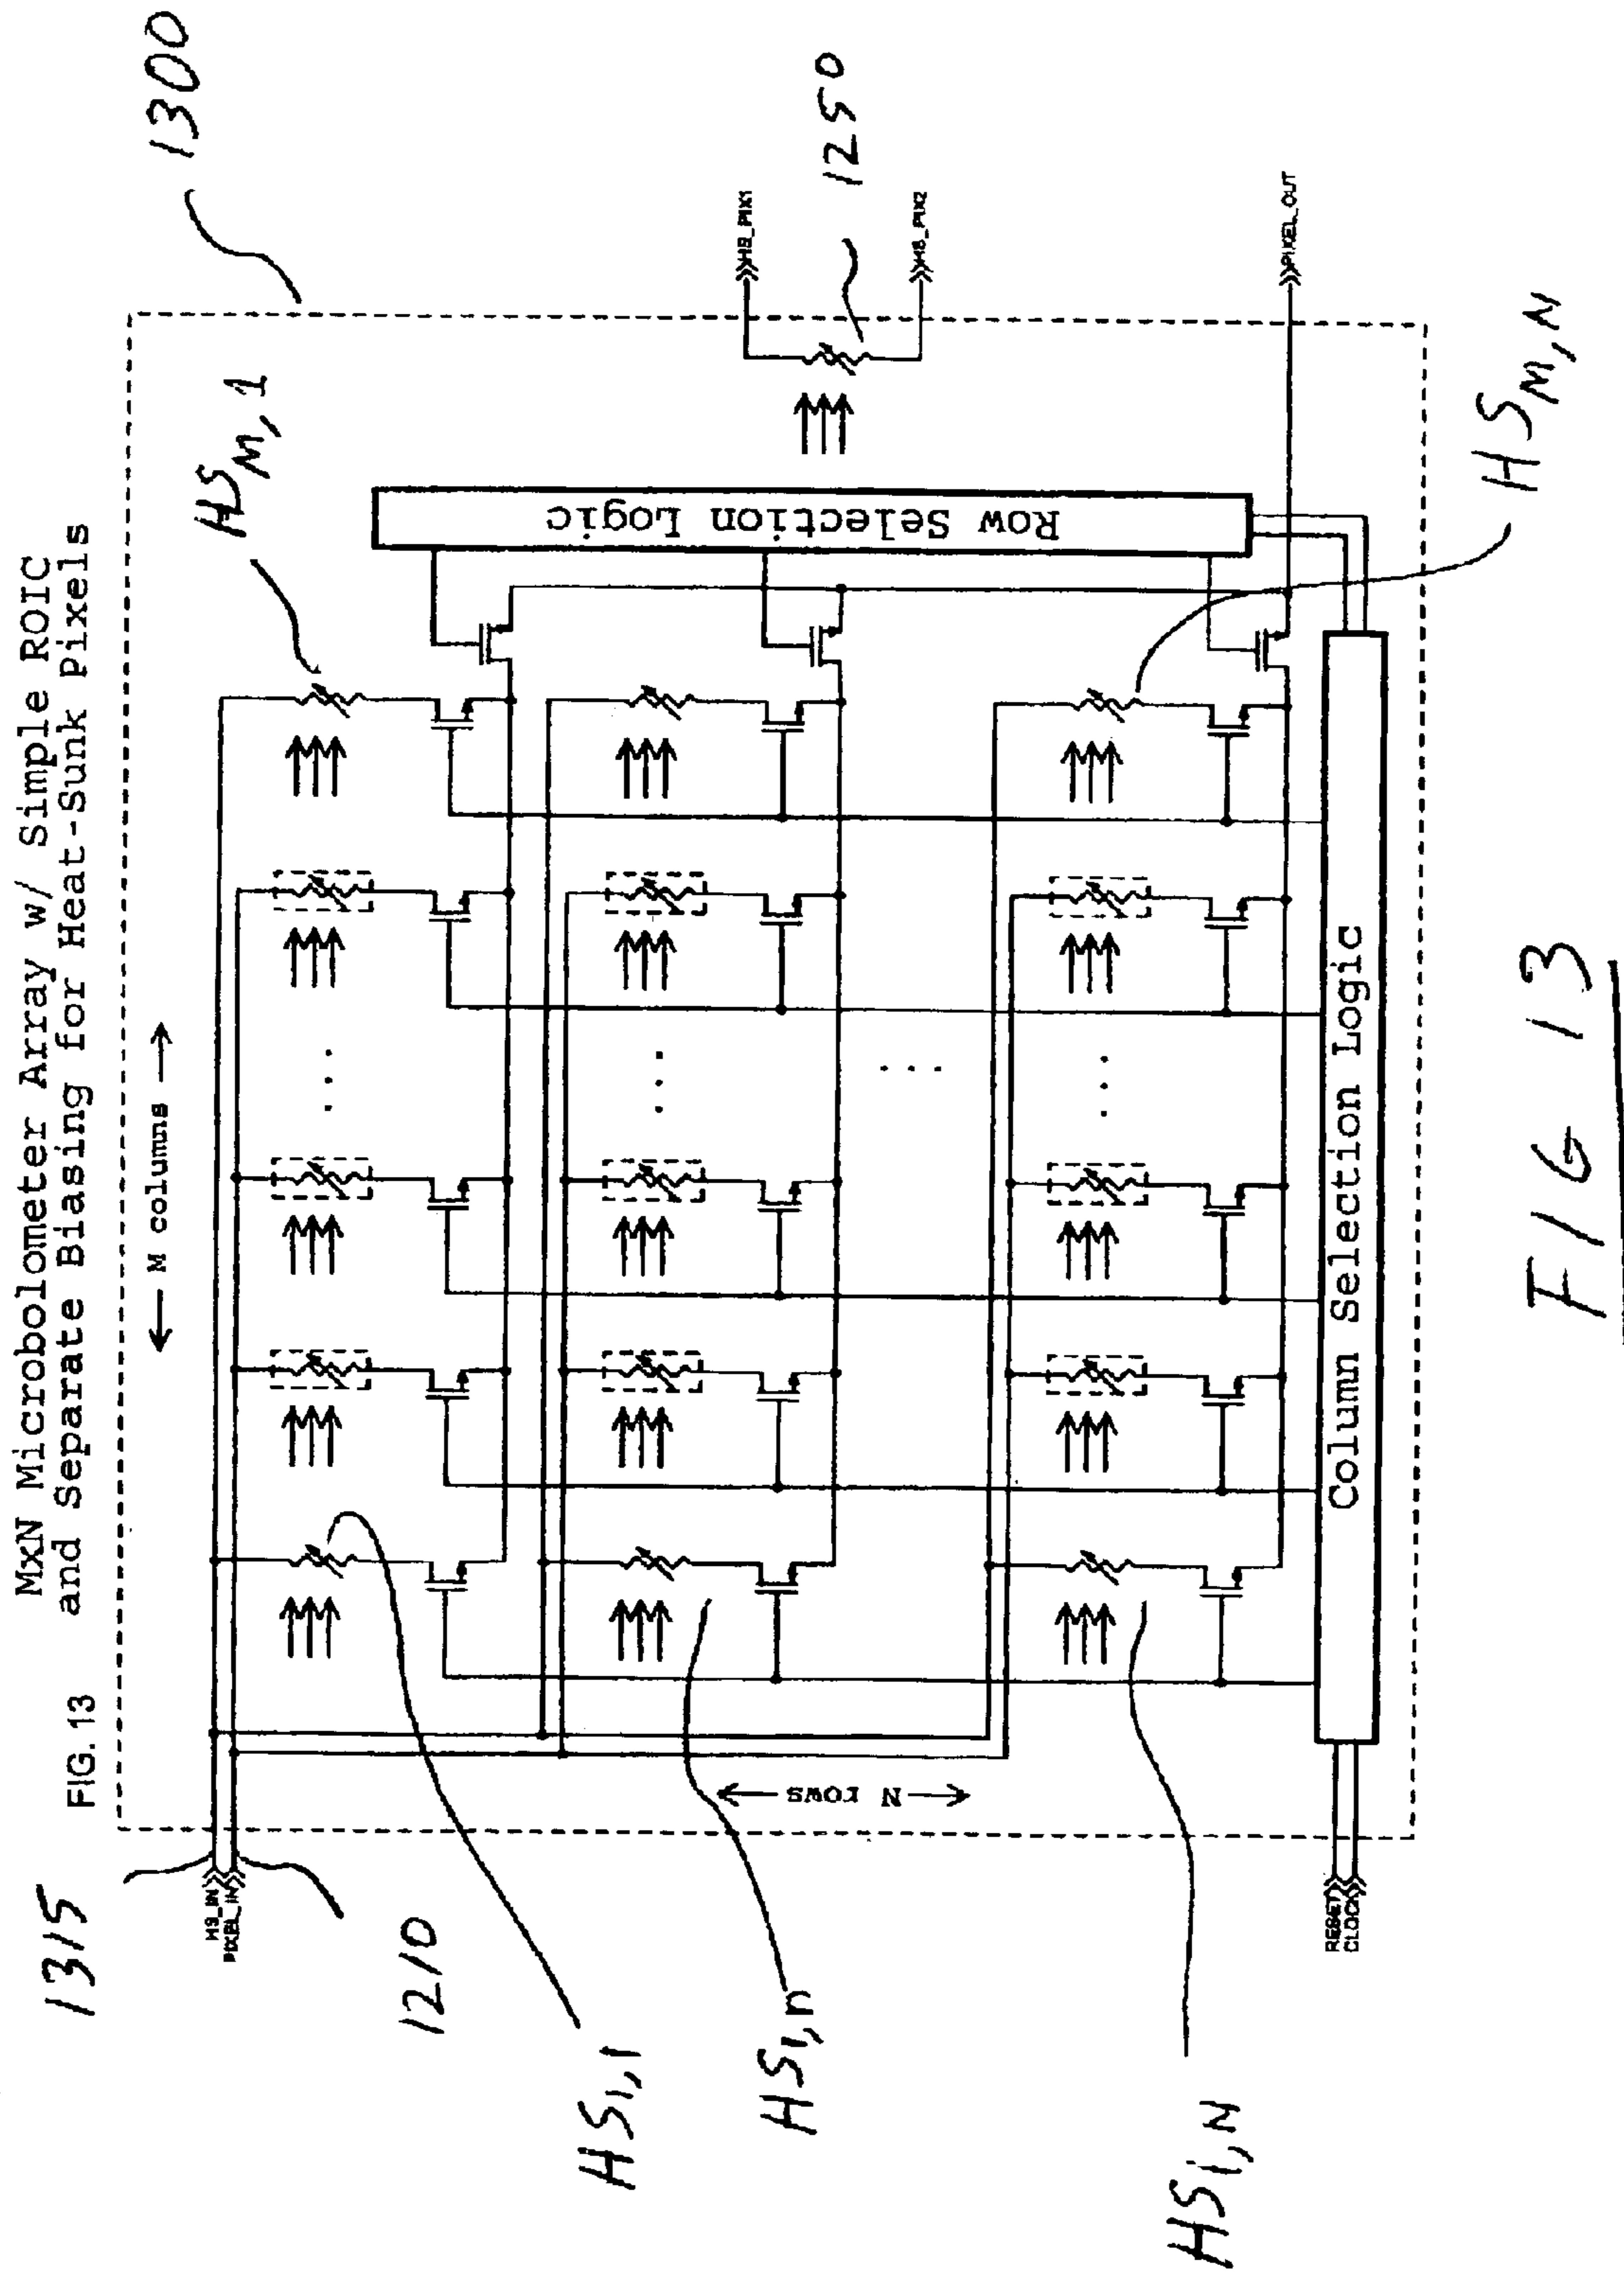 FIG. 13
MxN Microbolometer Array w/ Simple ROIC
and Separate Biasing for Heat-Sunk Pixels
1300
1315
HS_IN
PIXEL_IN
1210
← M columns →
← N rows →
HS1,1
HS1,n
HS1,N
HSM,1
HSM,N
Row Selection Logic
Column Selection Logic
HS_PIX1
1250
HS_PIX2
PIXEL_OUT
RESET
CLOCK
FIG 13